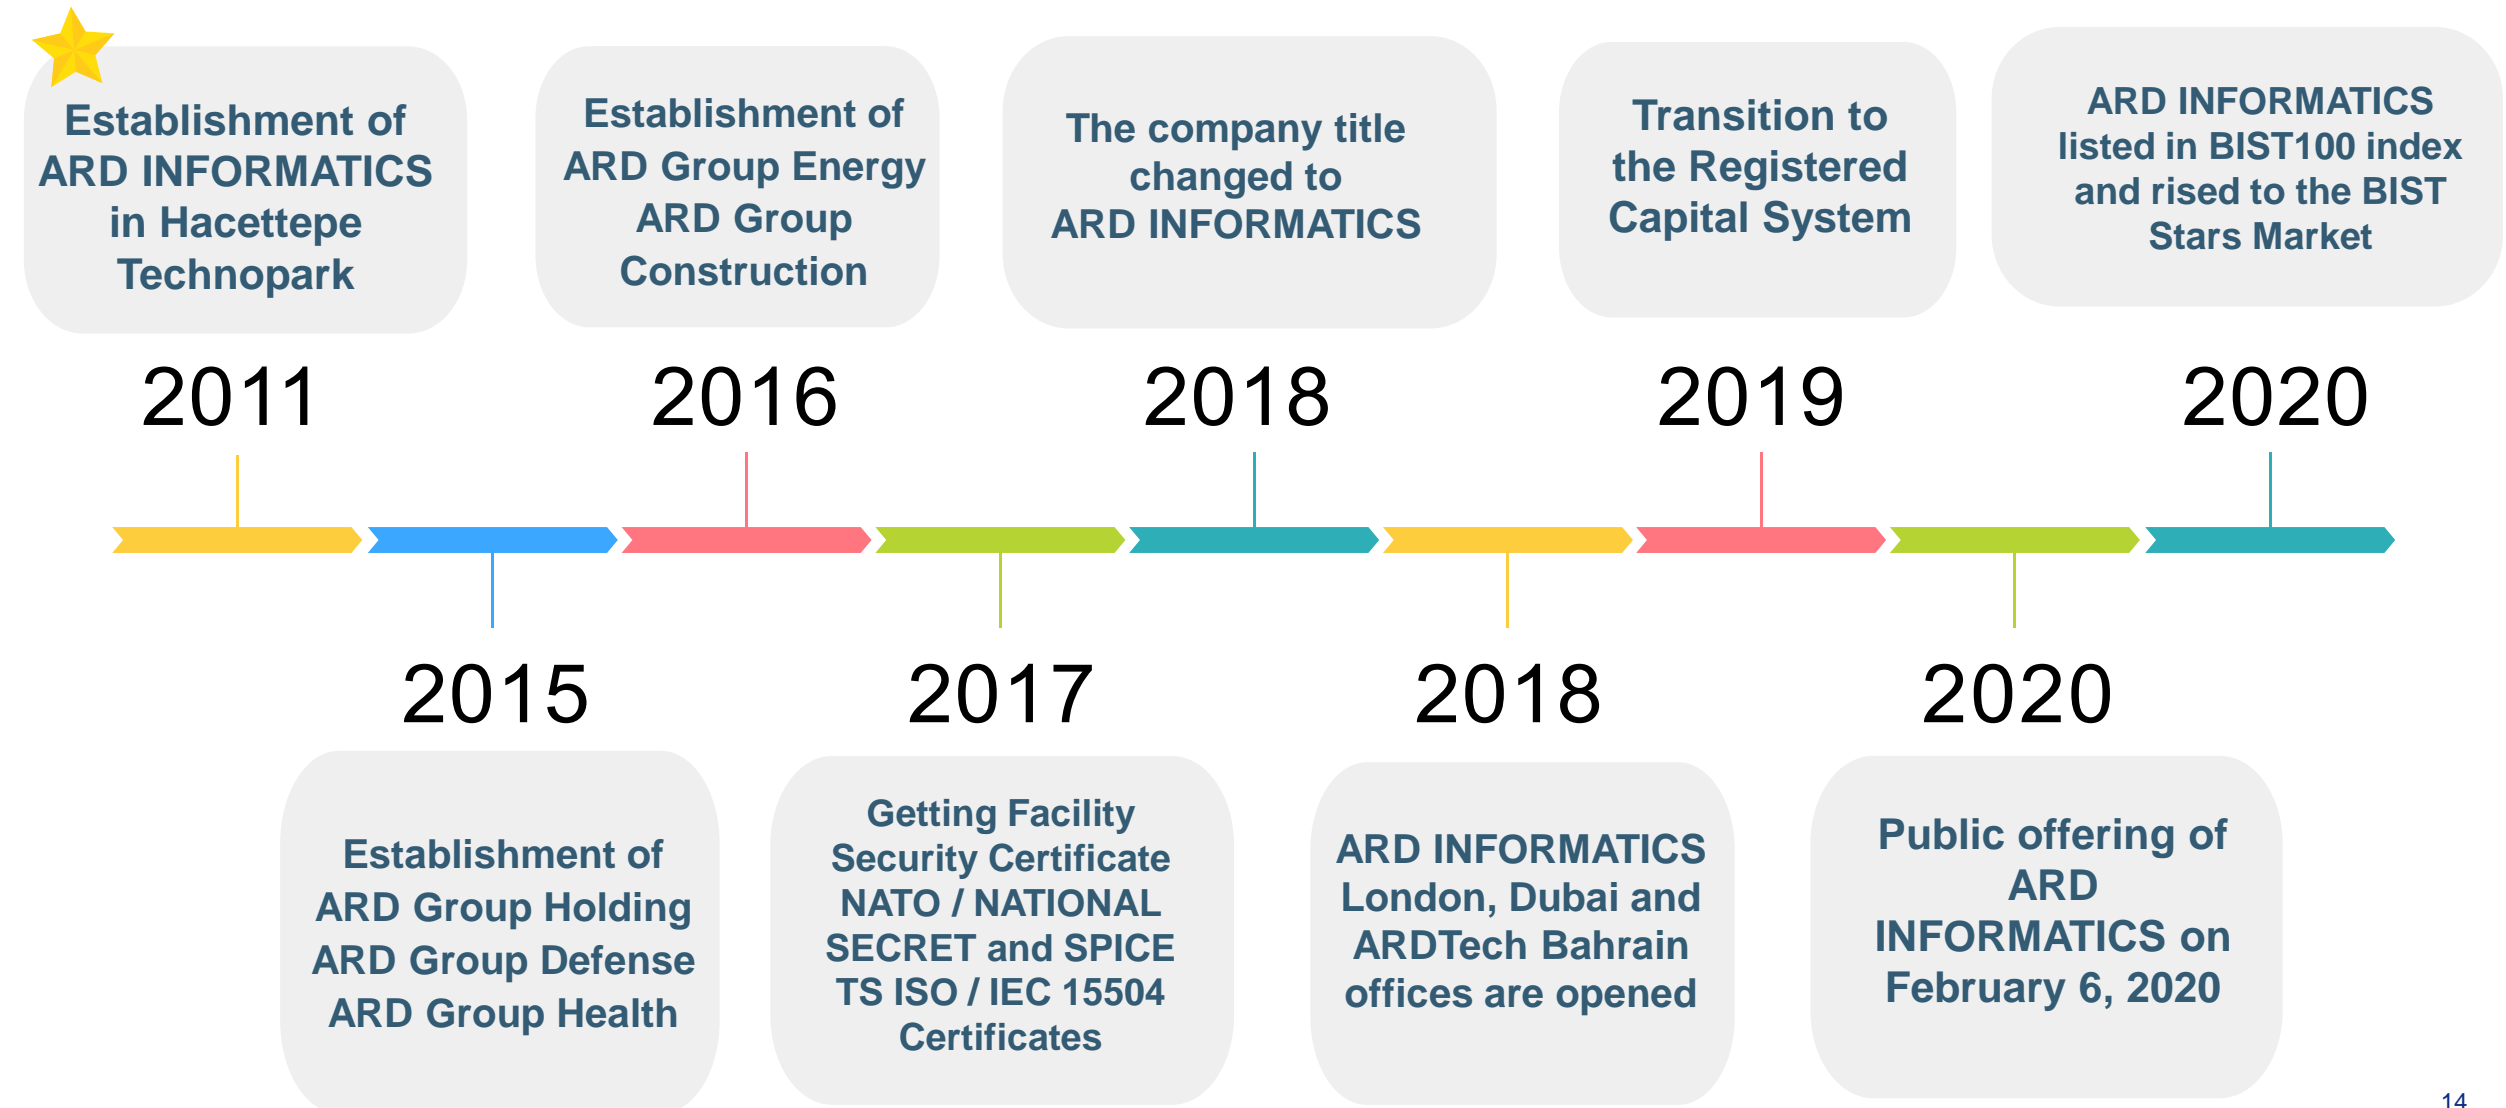 Establishment of
ARD INFORMATICS
in Hacettepe
Technopark
2011
Establishment of
ARD Group Energy
ARD Group
Construction
2016
The company title
changed to
ARD INFORMATICS
2018
Transition to
the Registered
Capital System
2019
ARD INFORMATICS
listed in BIST100 index
and rised to the BIST
Stars Market
2020
2015
Establishment of
ARD Group Holding
ARD Group Defense
ARD Group Health
2017
Getting Facility
Security Certificate
NATO / NATIONAL
SECRET and SPICE
TS ISO / IEC 15504
Certificates
2018
ARD INFORMATICS
London, Dubai and
ARDTech Bahrain
offices are opened
2020
Public offering of
ARD
INFORMATICS on
February 6, 2020
14